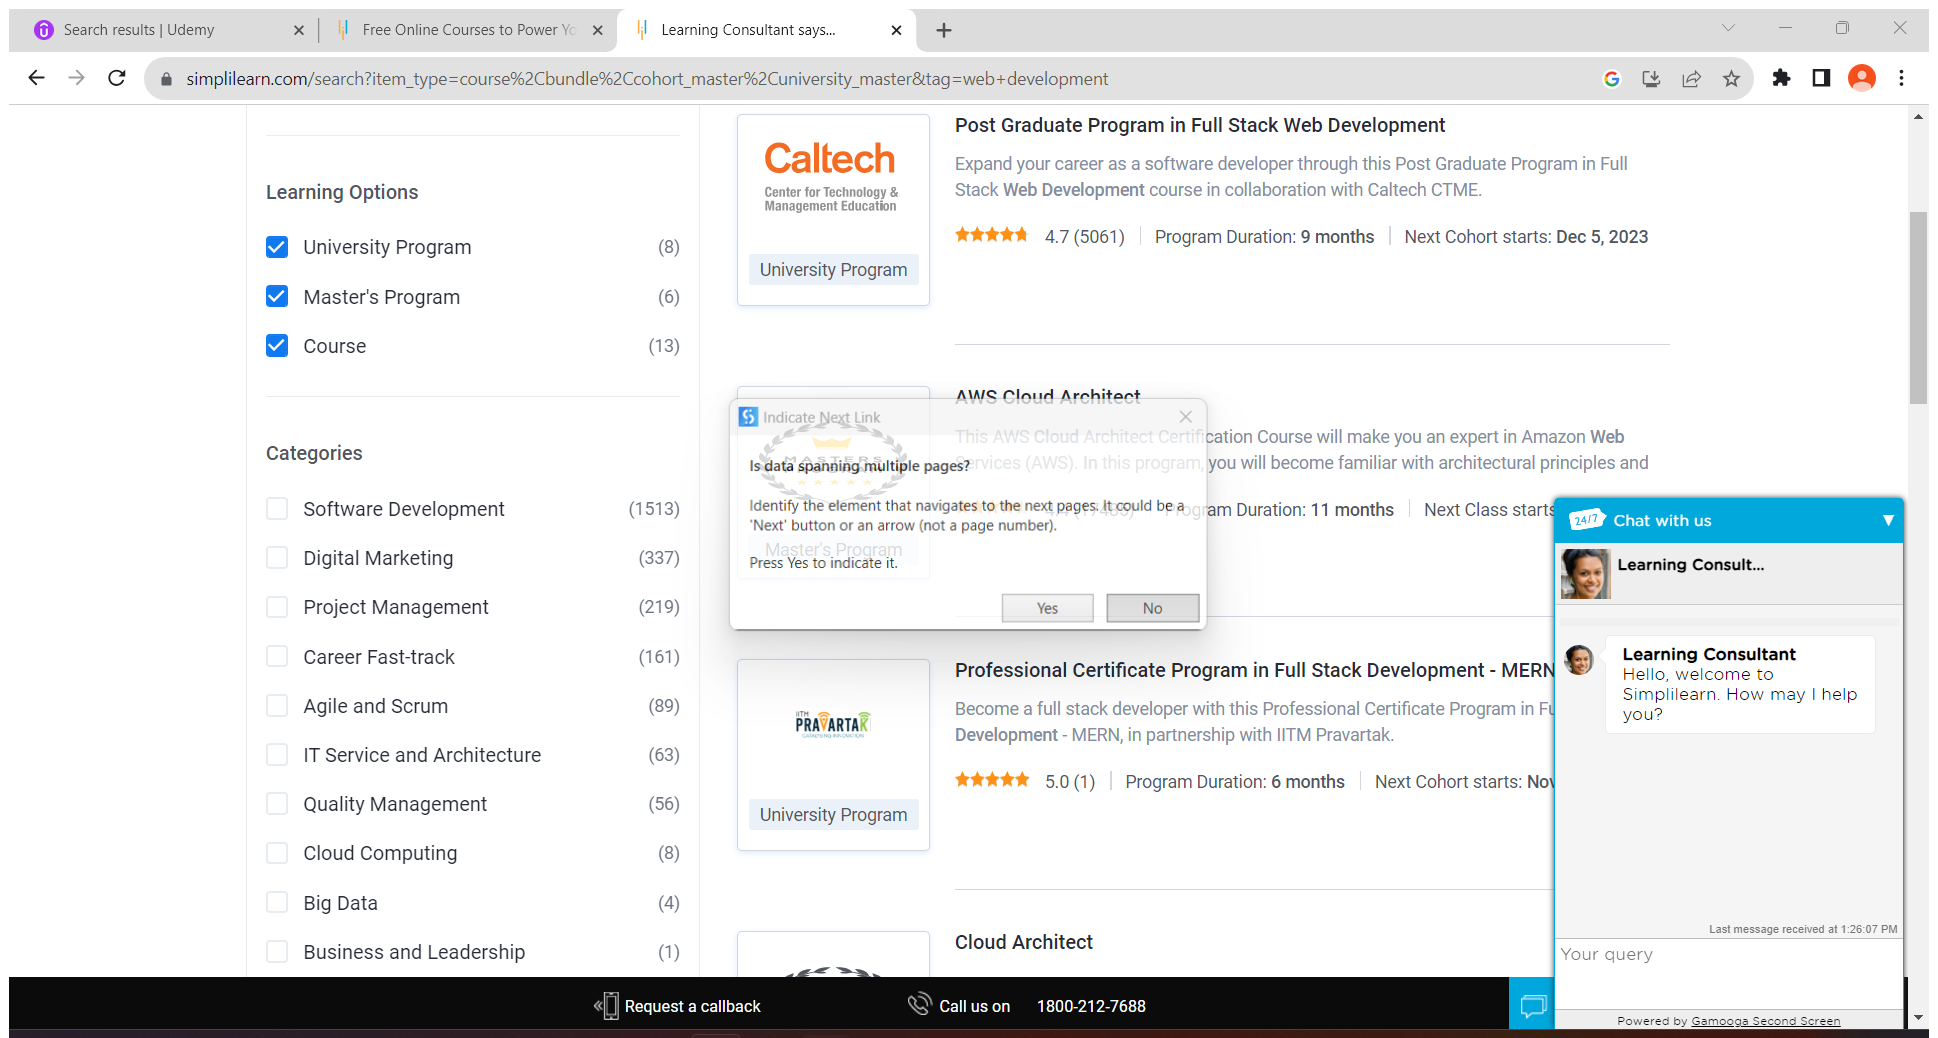 Search results | Udemy
Free Online Courses to Power Yo
Learning Consultant says...
simplilearn.com/search?item_type=course%2Cbundle%2Ccohort_master%2Cuniversity_master&tag=web+development
Learning Options
University Program (8)
Master's Program (6)
Course (13)
Categories
Software Development (1513)
Digital Marketing (337)
Project Management (219)
Career Fast-track (161)
Agile and Scrum (89)
IT Service and Architecture (63)
Quality Management (56)
Cloud Computing (8)
Big Data (4)
Business and Leadership (1)
Caltech
Center for Technology &
Management Education
University Program
Post Graduate Program in Full Stack Web Development
Expand your career as a software developer through this Post Graduate Program in Full
Stack Web Development course in collaboration with Caltech CTME.
4.7 (5061) Program Duration: 9 months Next Cohort starts: Dec 5, 2023
AWS Cloud Architect
This AWS Cloud Architect Certification Course will make you an expert in Amazon Web
Services (AWS). In this program, you will become familiar with architectural principles and
Program Duration: 11 months Next Class starts
MASTERS
Master's Program
Indicate Next Link
Is data spanning multiple pages?
Identify the element that navigates to the next pages. It could be a
'Next' button or an arrow (not a page number).
Press Yes to indicate it.
Yes
No
IITM
PRAVARTAK
University Program
Professional Certificate Program in Full Stack Development - MERN
Become a full stack developer with this Professional Certificate Program in Fu
Development - MERN, in partnership with IITM Pravartak.
5.0 (1) Program Duration: 6 months Next Cohort starts: Nov
Cloud Architect
24/7 Chat with us
Learning Consult...
Learning Consultant
Hello, welcome to
Simplilearn. How may I help
you?
Last message received at 1:26:07 PM
Your query
Powered by Gamooga Second Screen
Request a callback
Call us on 1800-212-7688